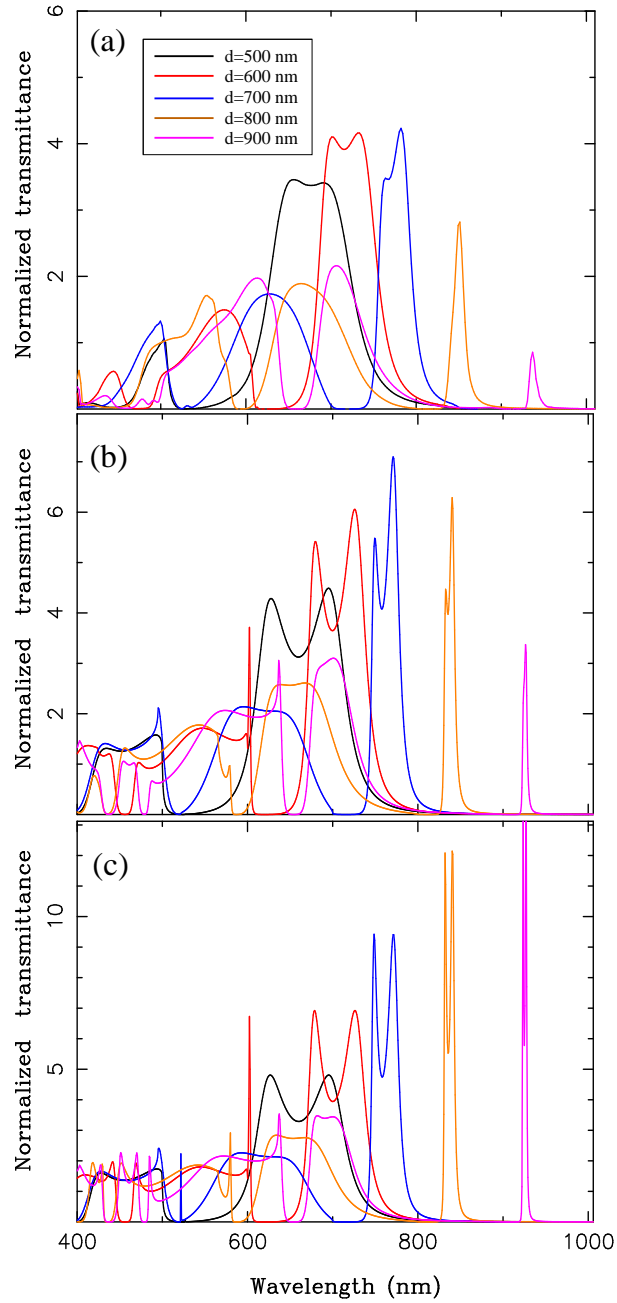 6
(a)
d=500 nm
d=600 nm
d=700 nm
d=800 nm
d=900 nm
4
2
Normalized transmittance
(b)
6
4
2
Normalized transmittance
(c)
10
5
Normalized transmittance
400 600 800 1000
Wavelength (nm)